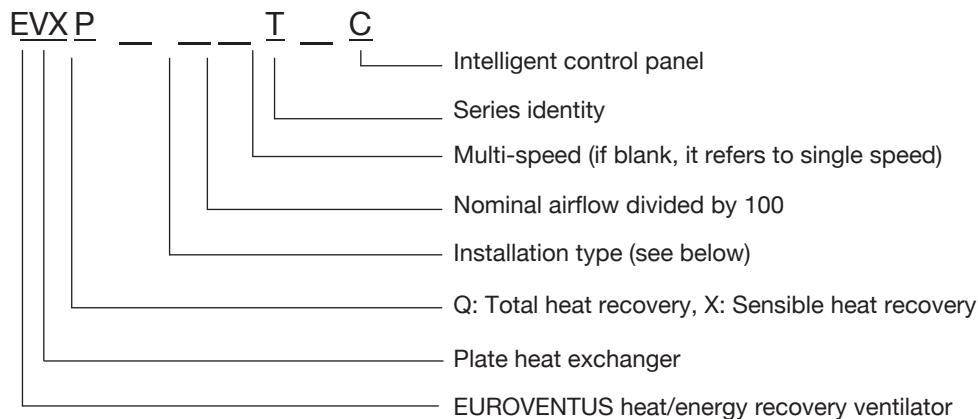 EVX P _ _ _ T _ C
Intelligent control panel
Series identity
Multi-speed (if blank, it refers to single speed)
Nominal airflow divided by 100
Installation type (see below)
Q: Total heat recovery, X: Sensible heat recovery
Plate heat exchanger
EUROVENTUS heat/energy recovery ventilator